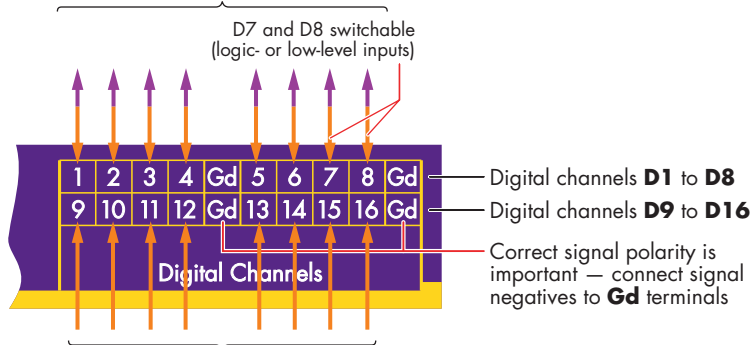 D7 and D8 switchable
(logic- or low-level inputs)
1 2 3 4 Gd 5 6 7 8 Gd
Digital channels D1 to D8
9 10 11 12 Gd 13 14 15 16 Gd
Digital channels D9 to D16
Correct signal polarity is
important — connect signal
negatives to Gd terminals
Digital Channels